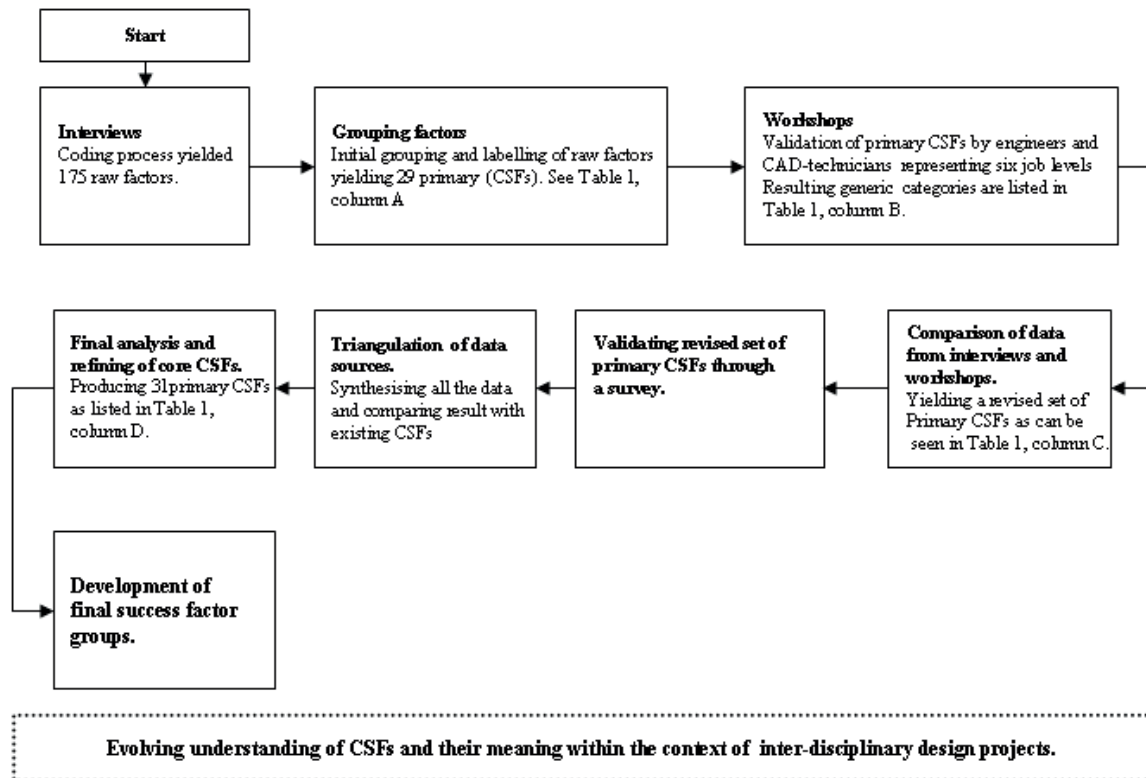 Start
Interviews
Coding process yielded
175 raw factors.
Grouping factors
Initial grouping and labelling of raw factors
yielding 29 primary (CSFs). See Table 1,
column A
Workshops
Validation of primary CSFs by engineers and
CAD-technicians representing six job levels
Resulting generic categories are listed in
Table 1, column B.
Comparison of data
from interviews and
workshops.
Yielding a revised set of
Primary CSFs as can be
seen in Table 1, column C.
Validating revised set of
primary CSFs through
a survey.
Triangulation of data
sources.
Synthesising all the data
and comparing result with
existing CSFs
Final analysis and
refining of core CSFs.
Producing 31primary CSFs
as listed in Table 1,
column D.
Development of
final success factor
groups.
Evolving understanding of CSFs and their meaning within the context of inter-disciplinary design projects.